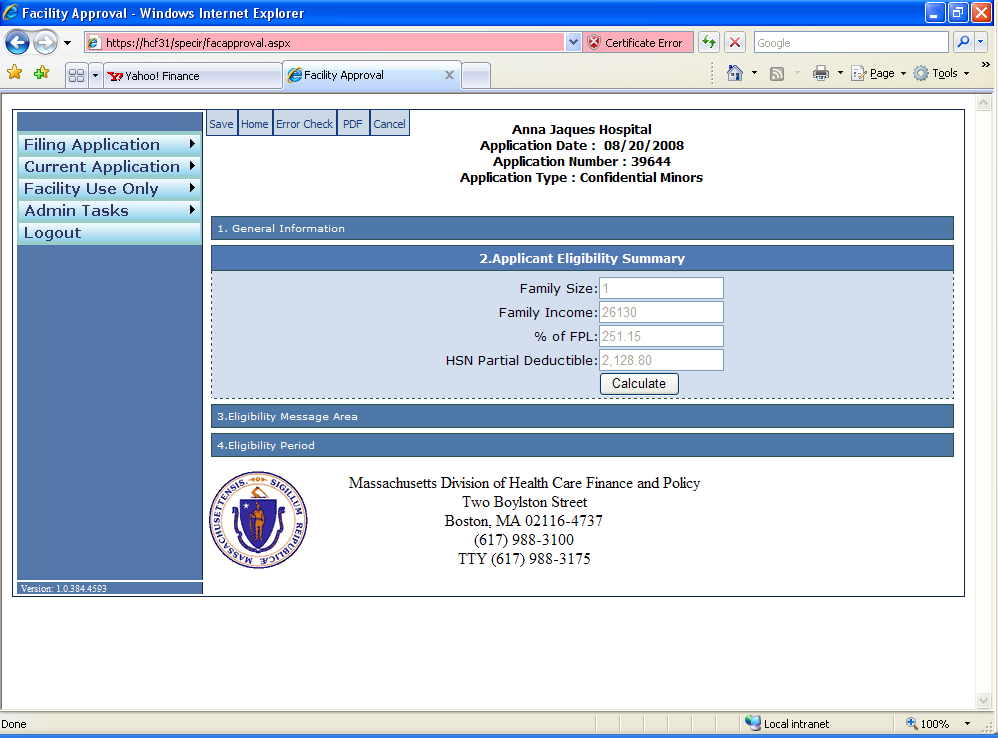 Facility Approval - Windows Internet Explorer
https://hcf31/specir/facapproval.aspx
Certificate Error
Google
Yahoo! Finance
Facility Approval
X
Page
Tools
»
Save Home Error Check PDF Cancel
Filing Application
Current Application
Facility Use Only
Admin Tasks
Logout
Anna Jaques Hospital
Application Date : 08/20/2008
Application Number : 39644
Application Type : Confidential Minors
1. General Information
2.Applicant Eligibility Summary
Family Size: 1
Family Income: 26130
% of FPL: 251.15
HSN Partial Deductible: 2,128.80
Calculate
3.Eligibility Message Area
4.Eligibility Period
SIGILLUM REIPUBLICÆ MASSACHUSETTENSIS
Massachusetts Division of Health Care Finance and Policy
Two Boylston Street
Boston, MA 02116-4737
(617) 988-3100
TTY (617) 988-3175
Version: 1.0.384.4593
Done
Local intranet
100%